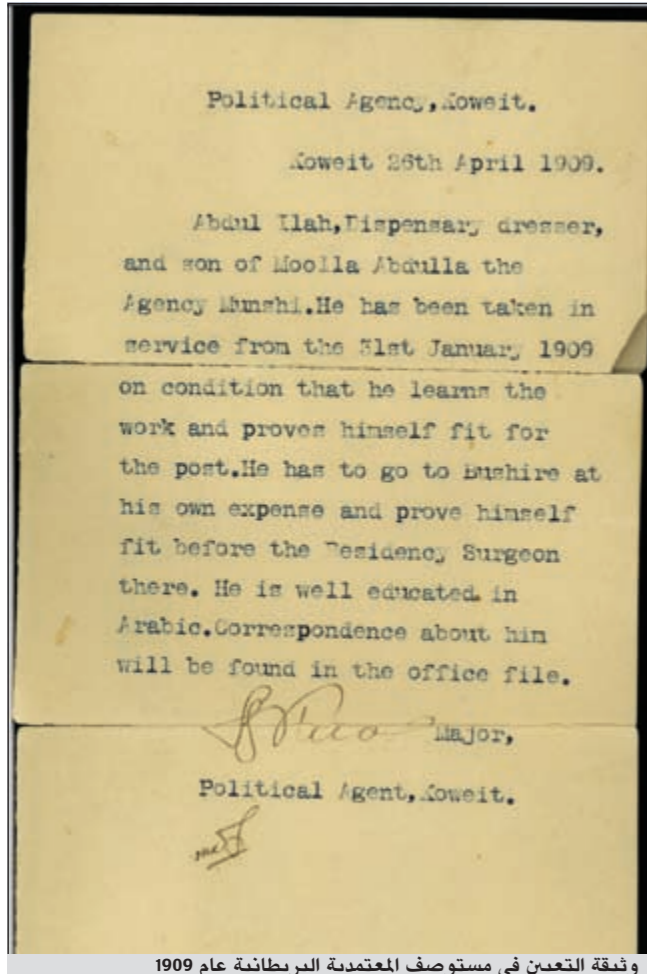 Political Agency, Koweit.
Koweit 26th April 1909.
Abdul Ilah, Dispensary dresser,
and son of Moolla Abdulla the
Agency Munshi. He has been taken in
service from the 31st January 1909
on condition that he learns the
work and proves himself fit for
the post. He has to go to Bushire at
his own expense and prove himself
fit before the Residency Surgeon
there. He is well educated in
Arabic. Correspondence about him
will be found in the office file.
Major,
Political Agent, Koweit.
وثيقة التعيين في مستوصف المعتمدية البريطانية عام 1909